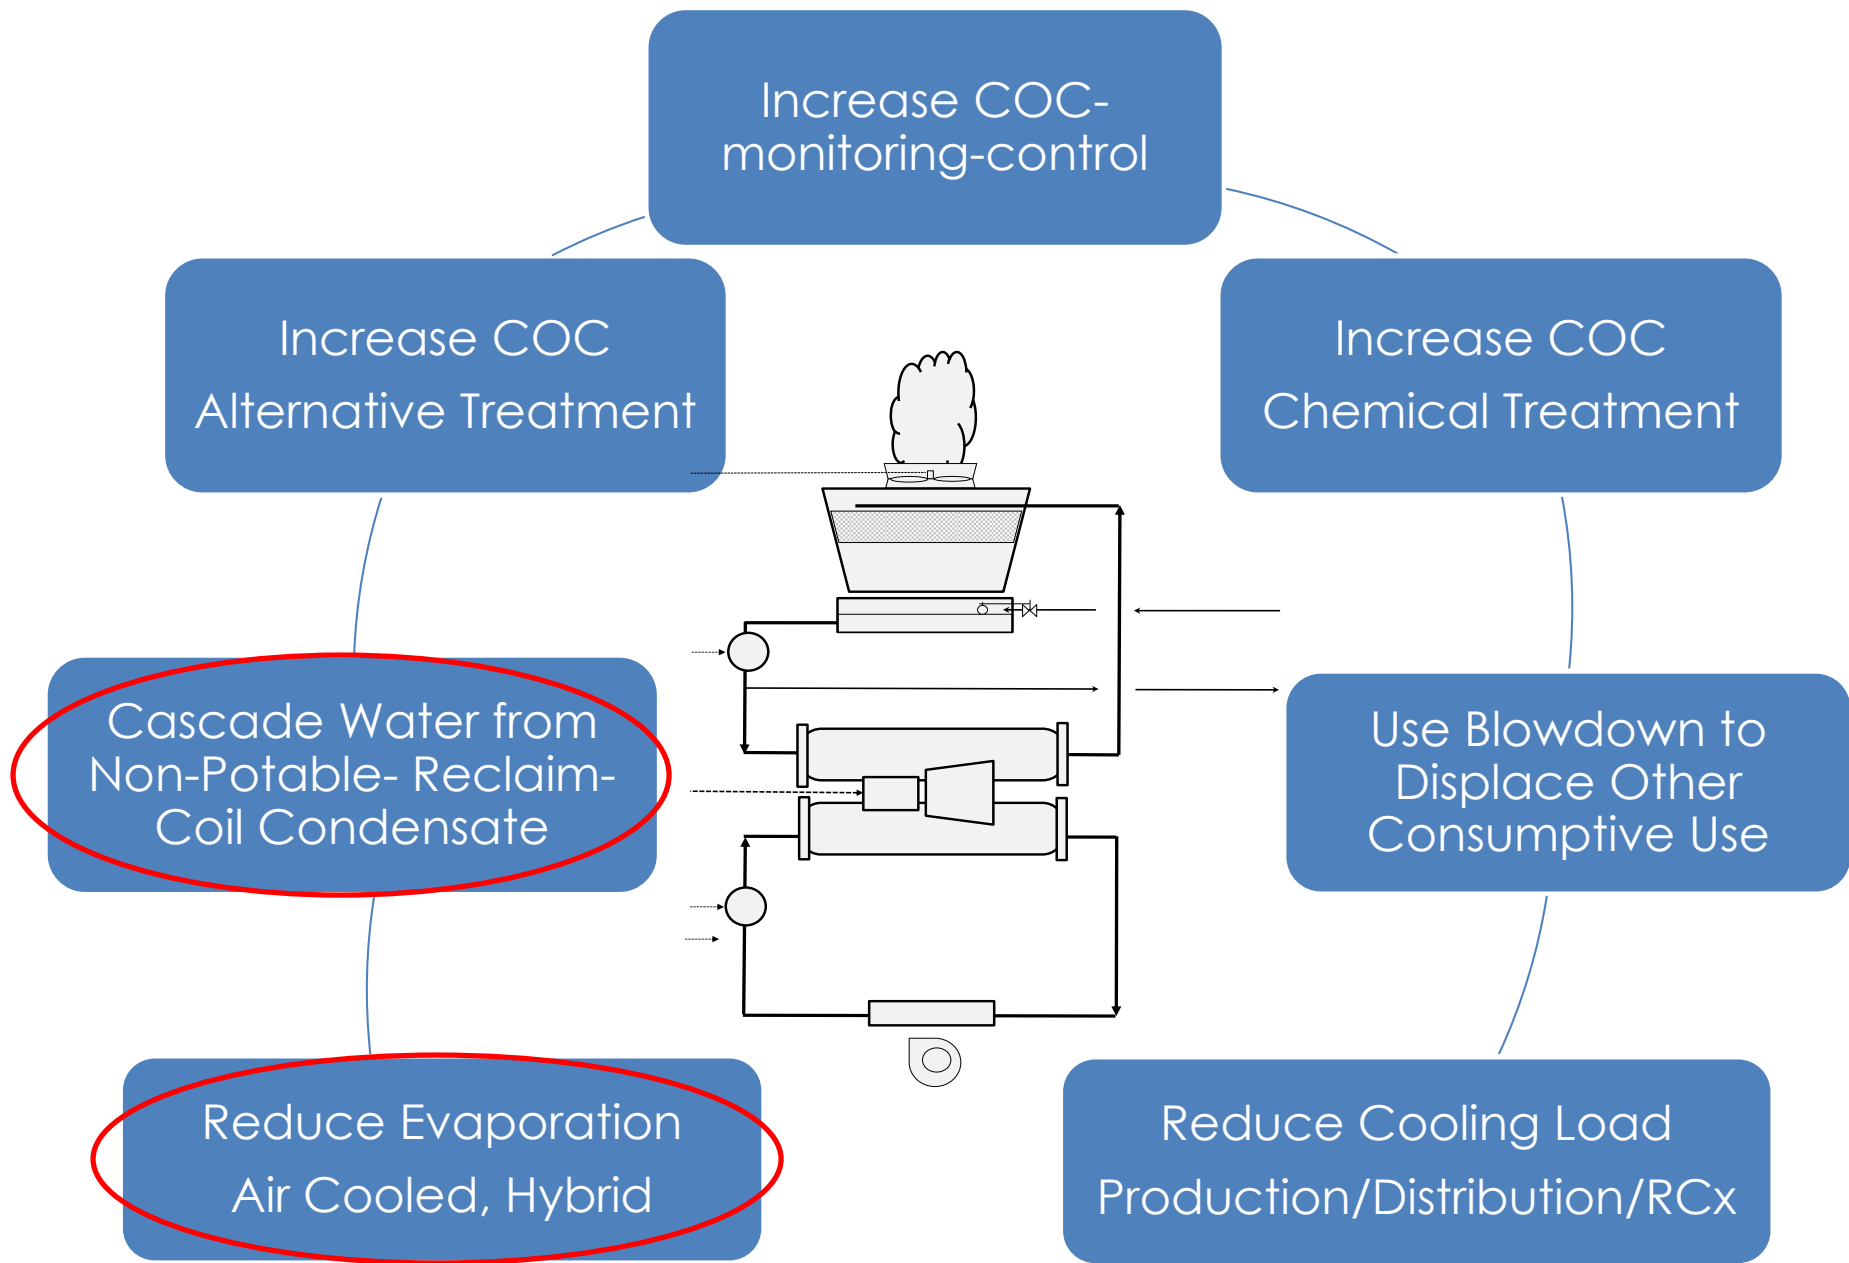 Increase COC-
monitoring-control
Increase COC
Alternative Treatment
Increase COC
Chemical Treatment
Cascade Water from
Non-Potable- Reclaim-
Coil Condensate
Use Blowdown to
Displace Other
Consumptive Use
Reduce Evaporation
Air Cooled, Hybrid
Reduce Cooling Load
Production/Distribution/RCx